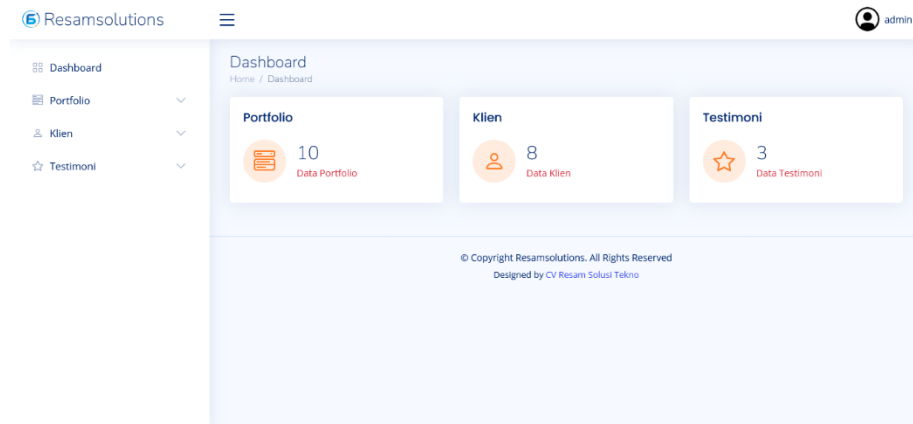 Resamsolutions
admin
Dashboard
Portfolio
Klien
Testimoni
Dashboard
Home / Dashboard
Portfolio
10
Data Portfolio
Klien
8
Data Klien
Testimoni
3
Data Testimoni
© Copyright Resamsolutions. All Rights Reserved
Designed by CV Resam Solusi Tekno